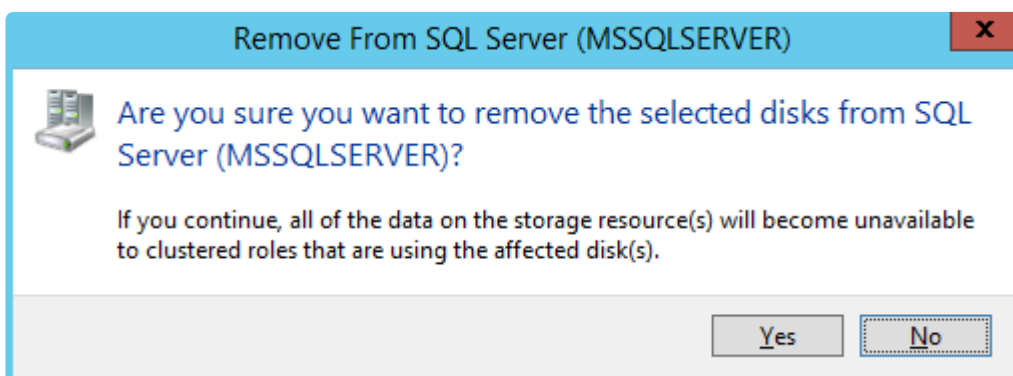 Remove From SQL Server (MSSQLSERVER)
x
Are you sure you want to remove the selected disks from SQL
Server (MSSQLSERVER)?
If you continue, all of the data on the storage resource(s) will become unavailable
to clustered roles that are using the affected disk(s).
Yes
No